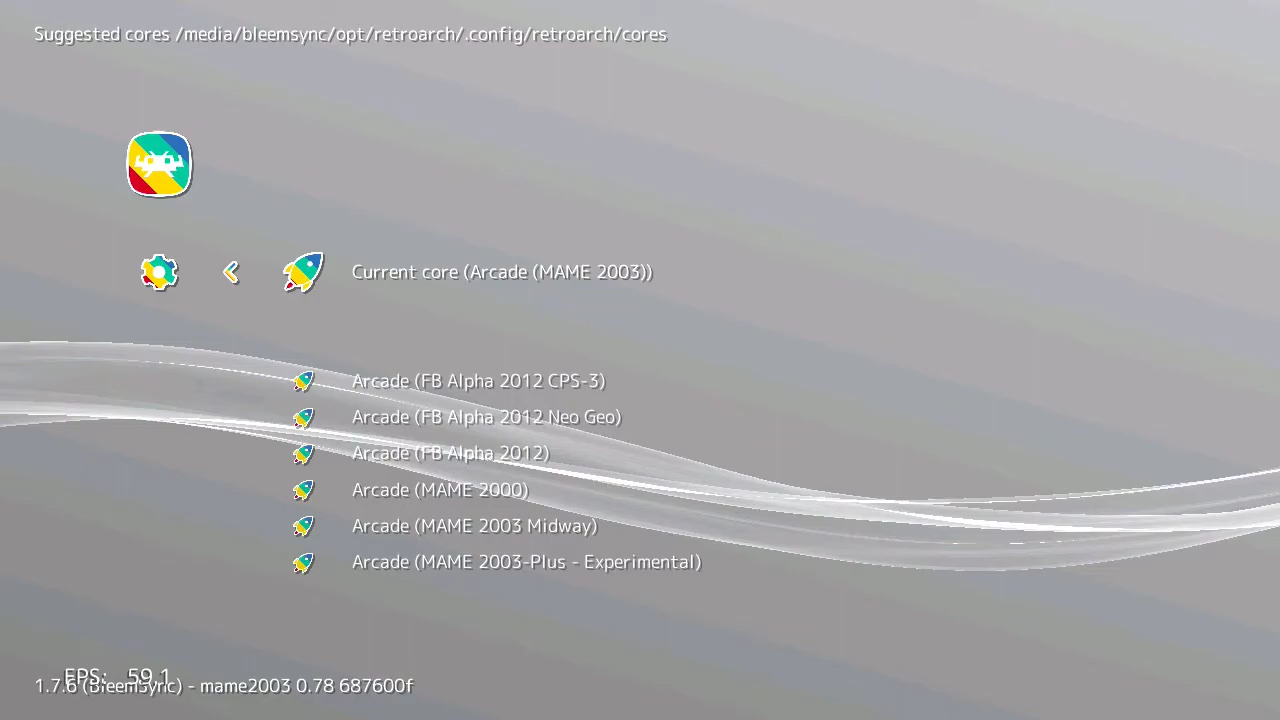 Suggested cores /media/bleemsync/opt/retroarch/.config/retroarch/cores
Current core (Arcade (MAME 2003))
Arcade (FB Alpha 2012 CPS-3)
Arcade (FB Alpha 2012 Neo Geo)
Arcade (FB Alpha 2012)
Arcade (MAME 2000)
Arcade (MAME 2003 Midway)
Arcade (MAME 2003-Plus - Experimental)
FPS: 59.1
1.7.6 (BleemSync) - mame2003 0.78 687600f